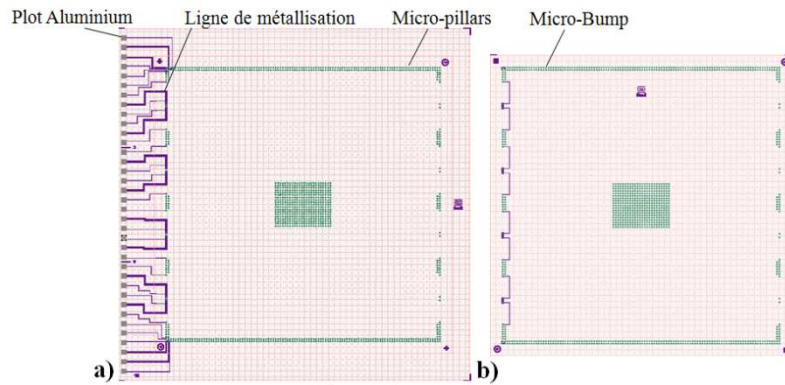 Plot Aluminium
Ligne de métallisation
Micro-pillars
Micro-Bump
a)
b)